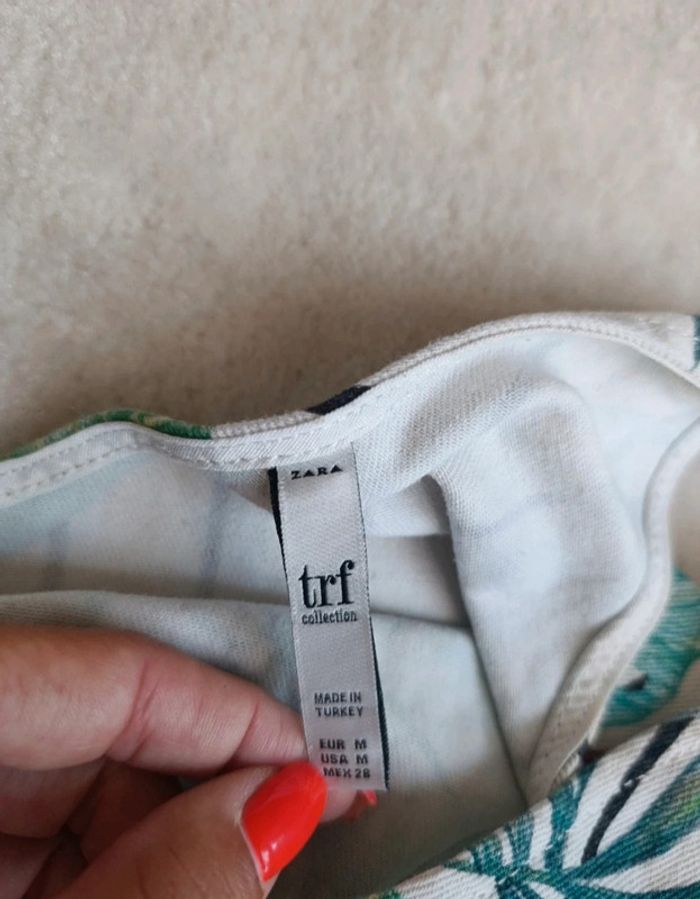 ZARA
trf
collection
MADE IN
TURKEY
EUR M
USA M
MEX 28